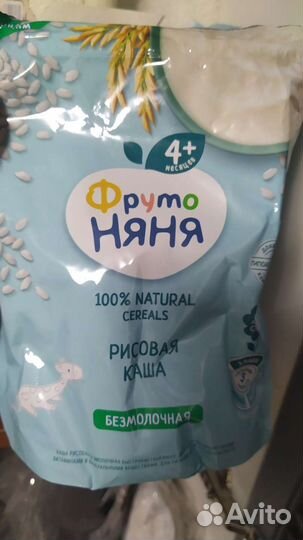 4+
месяцев
Фруто
Няня
100% NATURAL
CEREALS
РИСОВАЯ
КАША
БЕЗМОЛОЧНАЯ
Avito